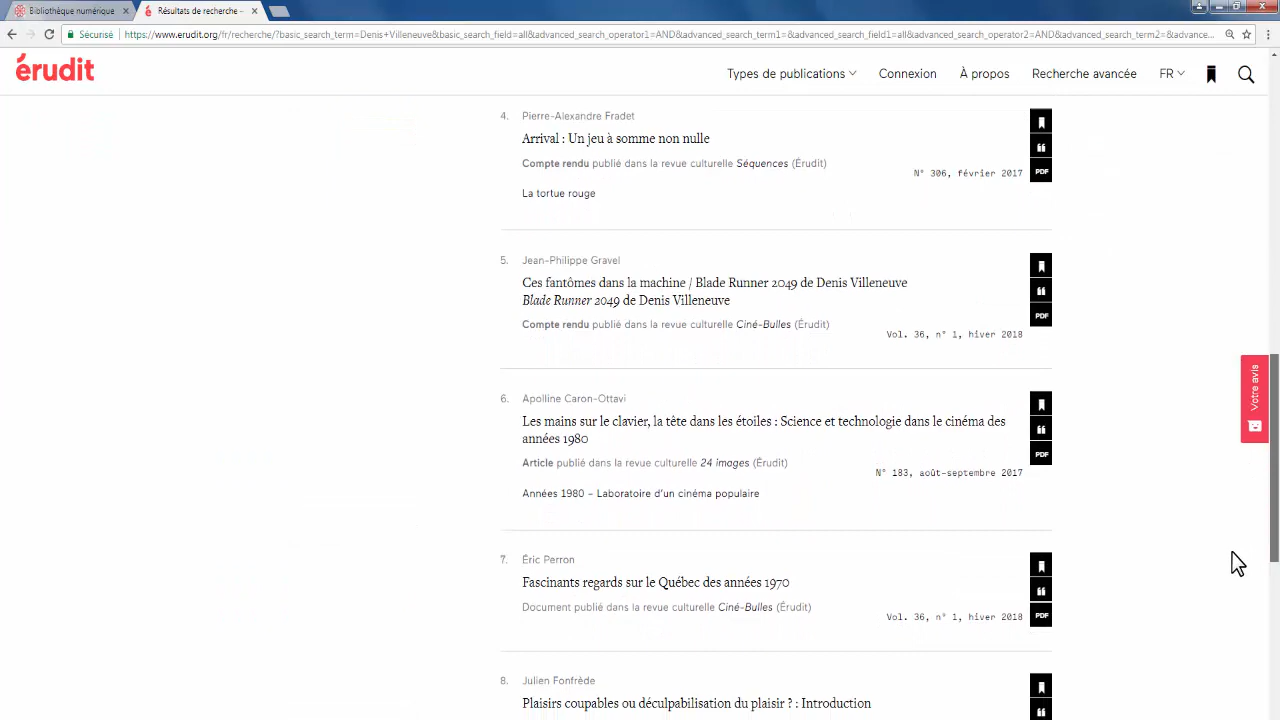 Bibliothèque numérique
Résultats de recherche –
Sécurisé
https://www.erudit.org/fr/recherche/?basic_search_term=Denis+Villeneuve&basic_search_field=all&advanced_search_operator1=AND&advanced_search_term1=&advanced_search_field1=all&advanced_search_operator2=AND&advanced_search_term2=&advance...
érudit
Types de publications
Connexion
À propos
Recherche avancée
FR
4. Pierre-Alexandre Fradet
Arrival : Un jeu à somme non nulle
Compte rendu publié dans la revue culturelle Séquences (Érudit)
N° 306, février 2017
PDF
La tortue rouge
5. Jean-Philippe Gravel
Ces fantômes dans la machine / Blade Runner 2049 de Denis Villeneuve
Blade Runner 2049 de Denis Villeneuve
Compte rendu publié dans la revue culturelle Ciné-Bulles (Érudit)
Vol. 36, n° 1, hiver 2018
PDF
6. Apolline Caron-Ottavi
Les mains sur le clavier, la tête dans les étoiles : Science et technologie dans le cinéma des
années 1980
Article publié dans la revue culturelle 24 images (Érudit)
N° 183, août-septembre 2017
PDF
Années 1980 – Laboratoire d'un cinéma populaire
7. Éric Perron
Fascinants regards sur le Québec des années 1970
Document publié dans la revue culturelle Ciné-Bulles (Érudit)
Vol. 36, n° 1, hiver 2018
PDF
8. Julien Fonfrède
Plaisirs coupables ou déculpabilisation du plaisir ? : Introduction
Votre avis